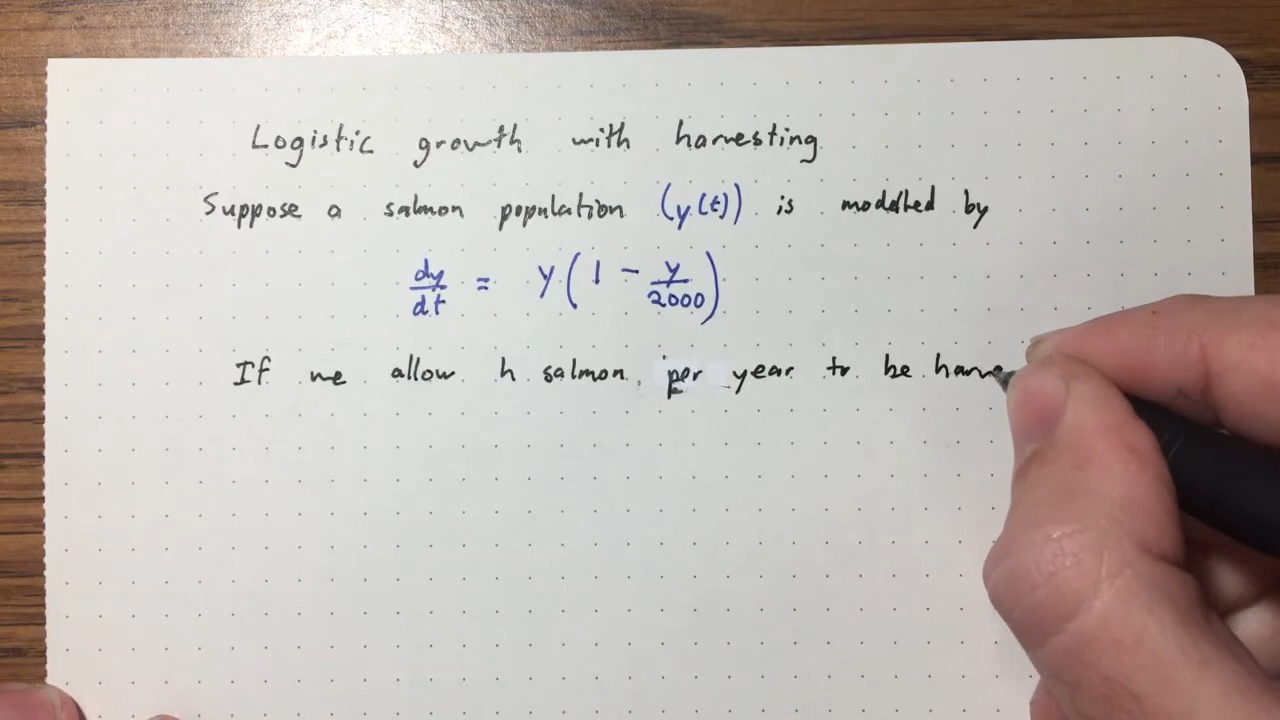 Logistic growth with harvesting
Suppose a salmon population (y(t)) is modelled by
dy/dt = y(1 - y/2000)
If we allow h salmon per year to be harve